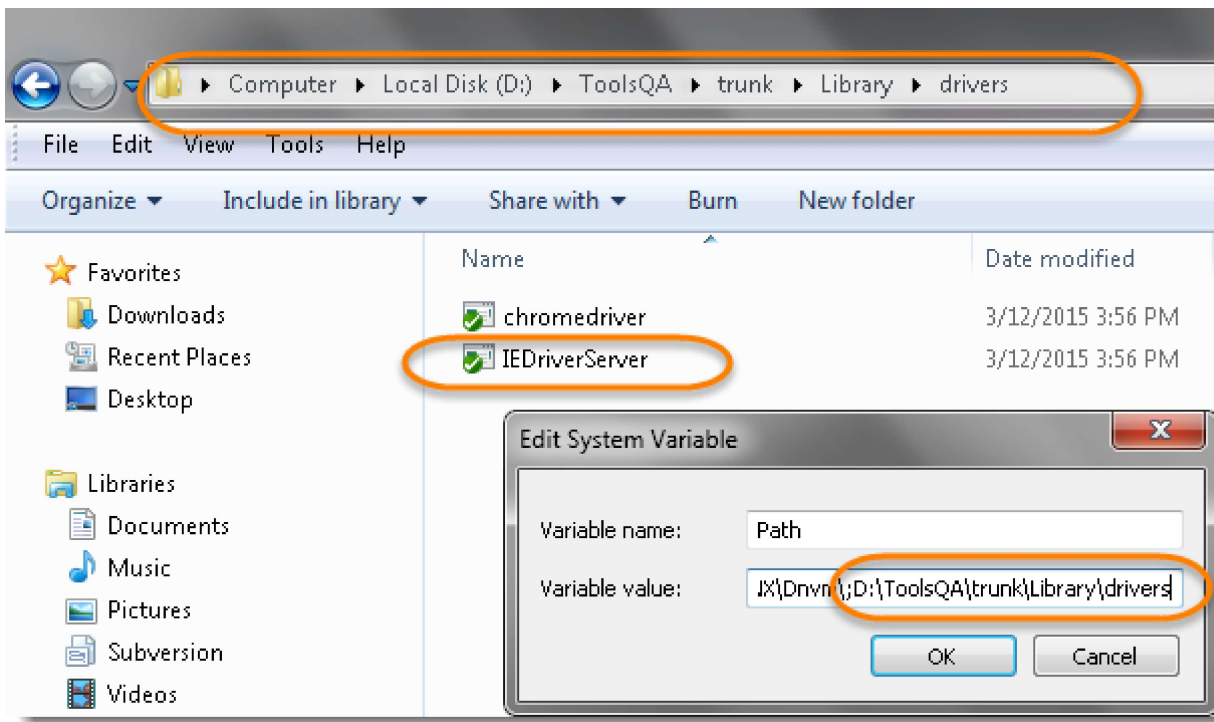 Computer Local Disk (D:) ToolsQA trunk Library drivers
File Edit View Tools Help
Organize Include in library Share with Burn New folder
Name Date modified
Favorites
Downloads
Recent Places
Desktop
chromedriver 3/12/2015 3:56 PM
IEDriverServer 3/12/2015 3:56 PM
Libraries
Documents
Music
Pictures
Subversion
Videos
Edit System Variable
Variable name: Path
Variable value: \;D:\ToolsQA\trunk\Library\drivers
OK Cancel